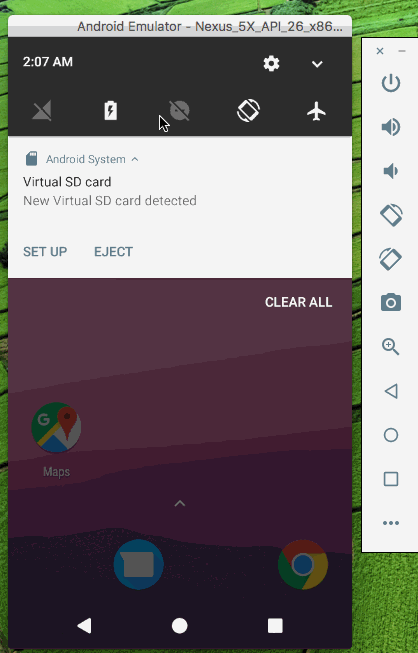 Android Emulator - Nexus_5X_API_26_x86...
2:07 AM
Android System
Virtual SD card
New Virtual SD card detected
SET UP EJECT
CLEAR ALL
G
Maps